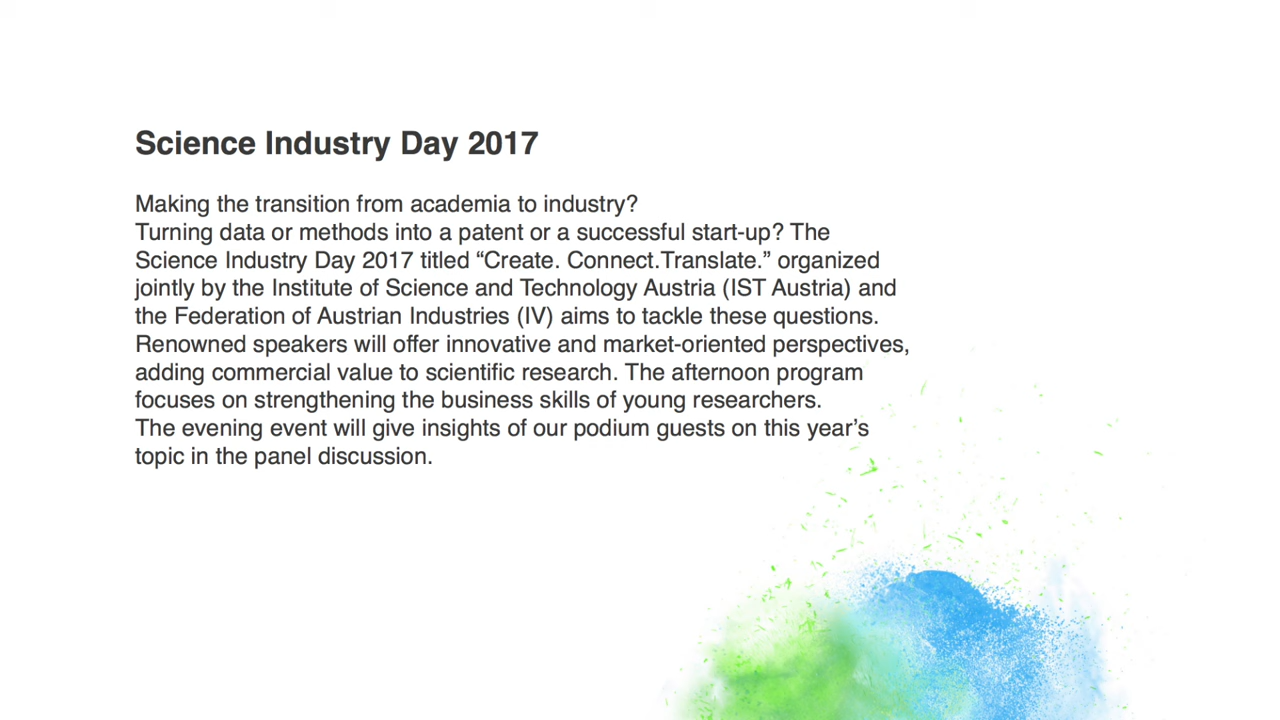 Science Industry Day 2017
Making the transition from academia to industry?
Turning data or methods into a patent or a successful start-up? The
Science Industry Day 2017 titled “Create. Connect.Translate.” organized
jointly by the Institute of Science and Technology Austria (IST Austria) and
the Federation of Austrian Industries (IV) aims to tackle these questions.
Renowned speakers will offer innovative and market-oriented perspectives,
adding commercial value to scientific research. The afternoon program
focuses on strengthening the business skills of young researchers.
The evening event will give insights of our podium guests on this year’s
topic in the panel discussion.